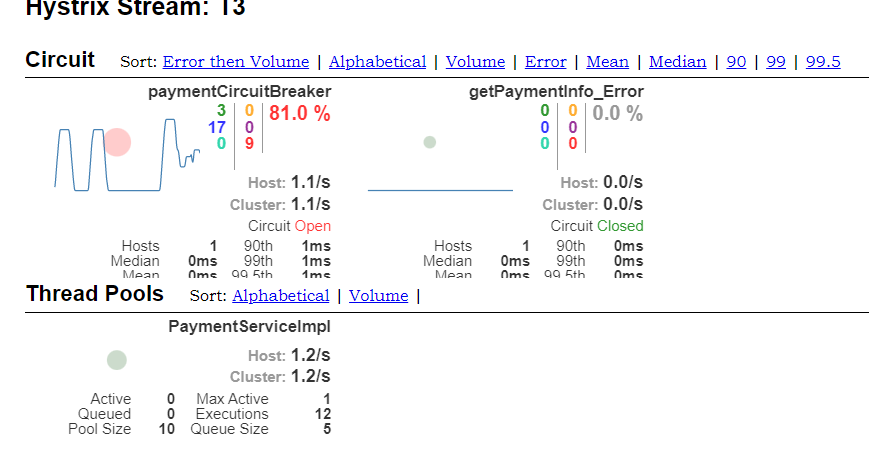 Hystrix Stream: T3
Circuit Sort: Error then Volume | Alphabetical | Volume | Error | Mean | Median | 90 | 99 | 99.5
paymentCircuitBreaker getPaymentInfo_Error
3 0 81.0 % 0 0 0.0 %
17 0 0 0
0 9 0 0
Host: 1.1/s Host: 0.0/s
Cluster: 1.1/s Cluster: 0.0/s
Circuit Open Circuit Closed
Hosts 1 90th 1ms Hosts 1 90th 0ms
Median 0ms 99th 1ms Median 0ms 99th 0ms
Mean 0ms 99.5th 1ms Mean 0ms 99.5th 0ms
Thread Pools Sort: Alphabetical | Volume |
PaymentServiceImpl
Host: 1.2/s
Cluster: 1.2/s
Active 0 Max Active 1
Queued 0 Executions 12
Pool Size 10 Queue Size 5